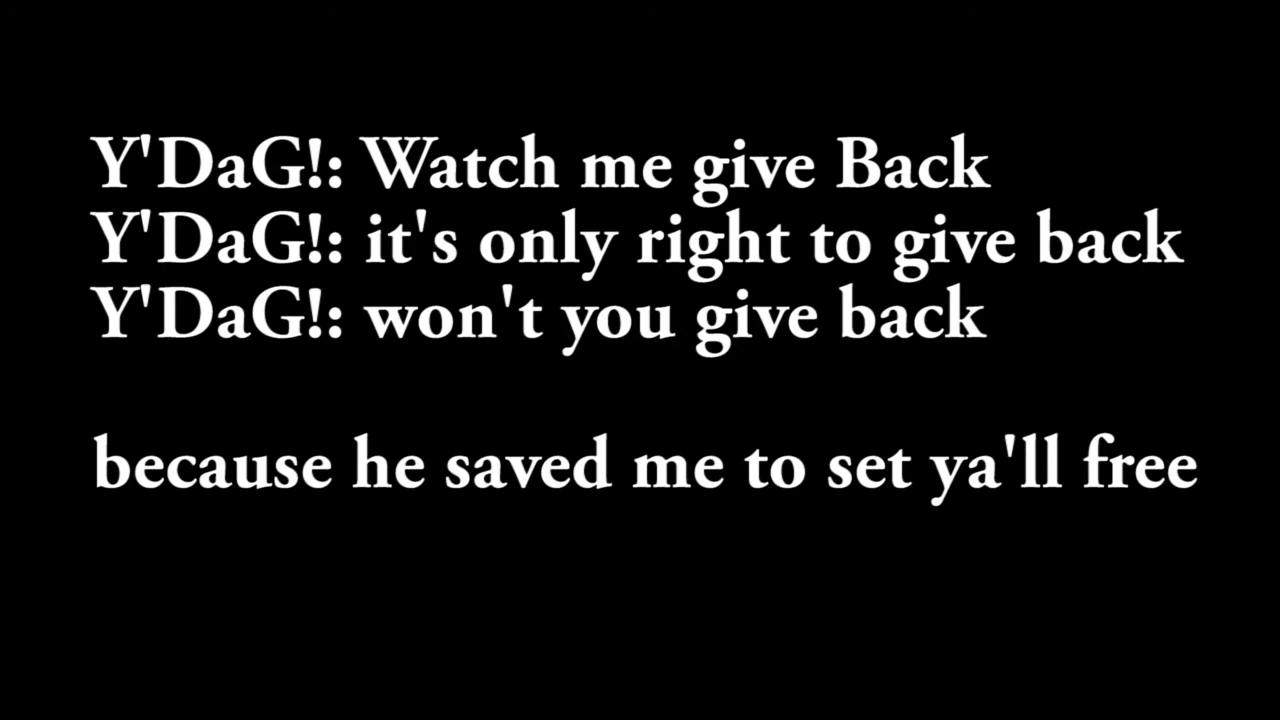 Y'DaG!: Watch me give Back
Y'DaG!: it's only right to give back
Y'DaG!: won't you give back
because he saved me to set ya'll free